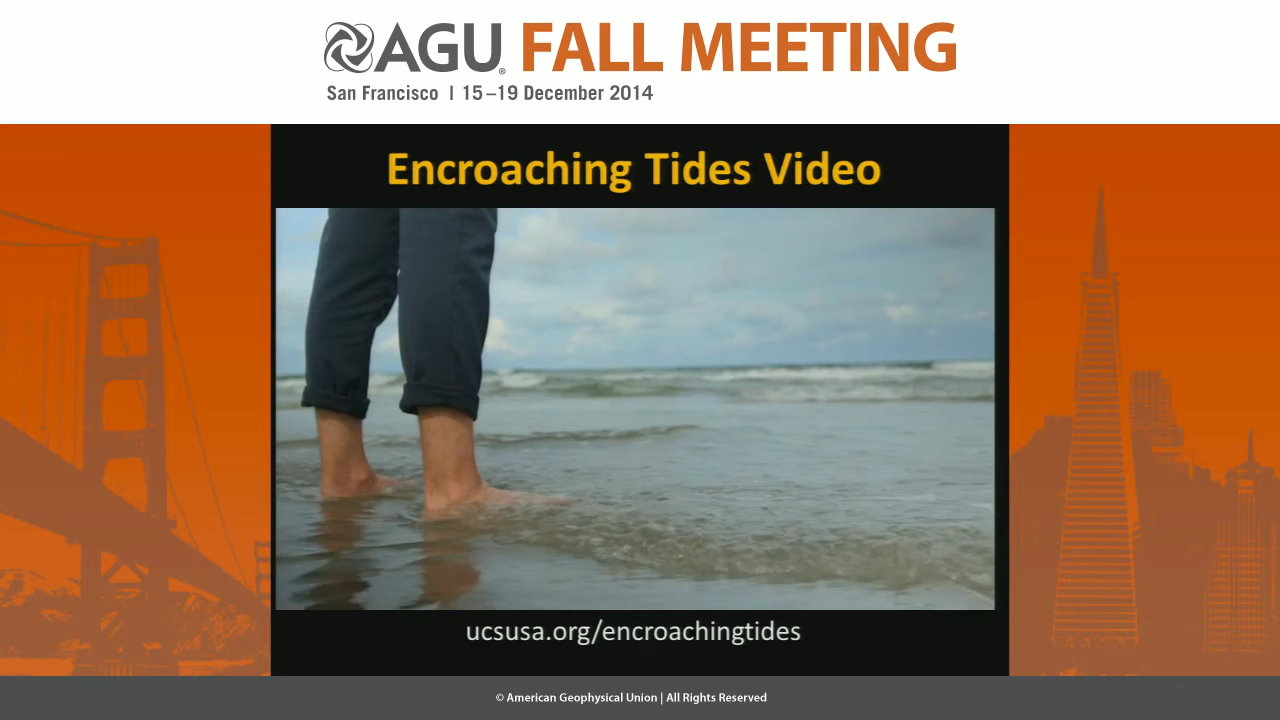 AGU® FALL MEETING
San Francisco | 15–19 December 2014
Encroaching Tides Video
ucsusa.org/encroachingtides
© American Geophysical Union | All Rights Reserved